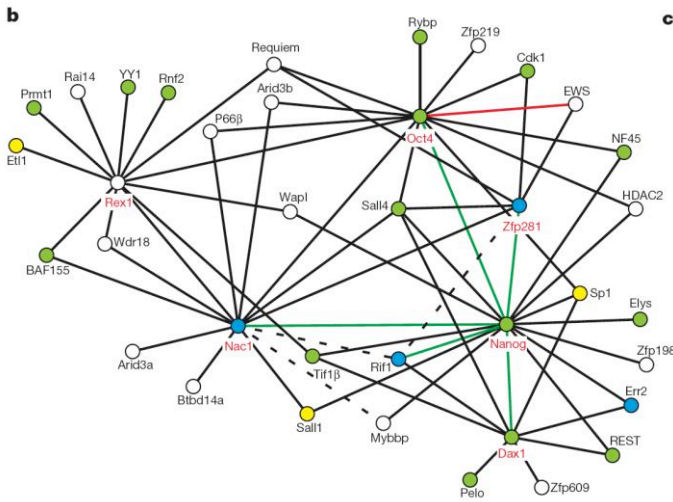 b
c
Rybp
Zfp219
Requiem
Cdk1
Rai14
YY1
Rnf2
Arid3b
EWS
Prmt1
P66β
Oct4
NF45
Etl1
Rex1
Wapl
Sall4
HDAC2
Zfp281
Wdr18
BAF155
Sp1
Elys
Nac1
Nanog
Arid3a
Tif1β
Rif1
Zfp198
Btbd14a
Err2
Sall1
Mybbp
Dax1
REST
Pelo
Zfp609